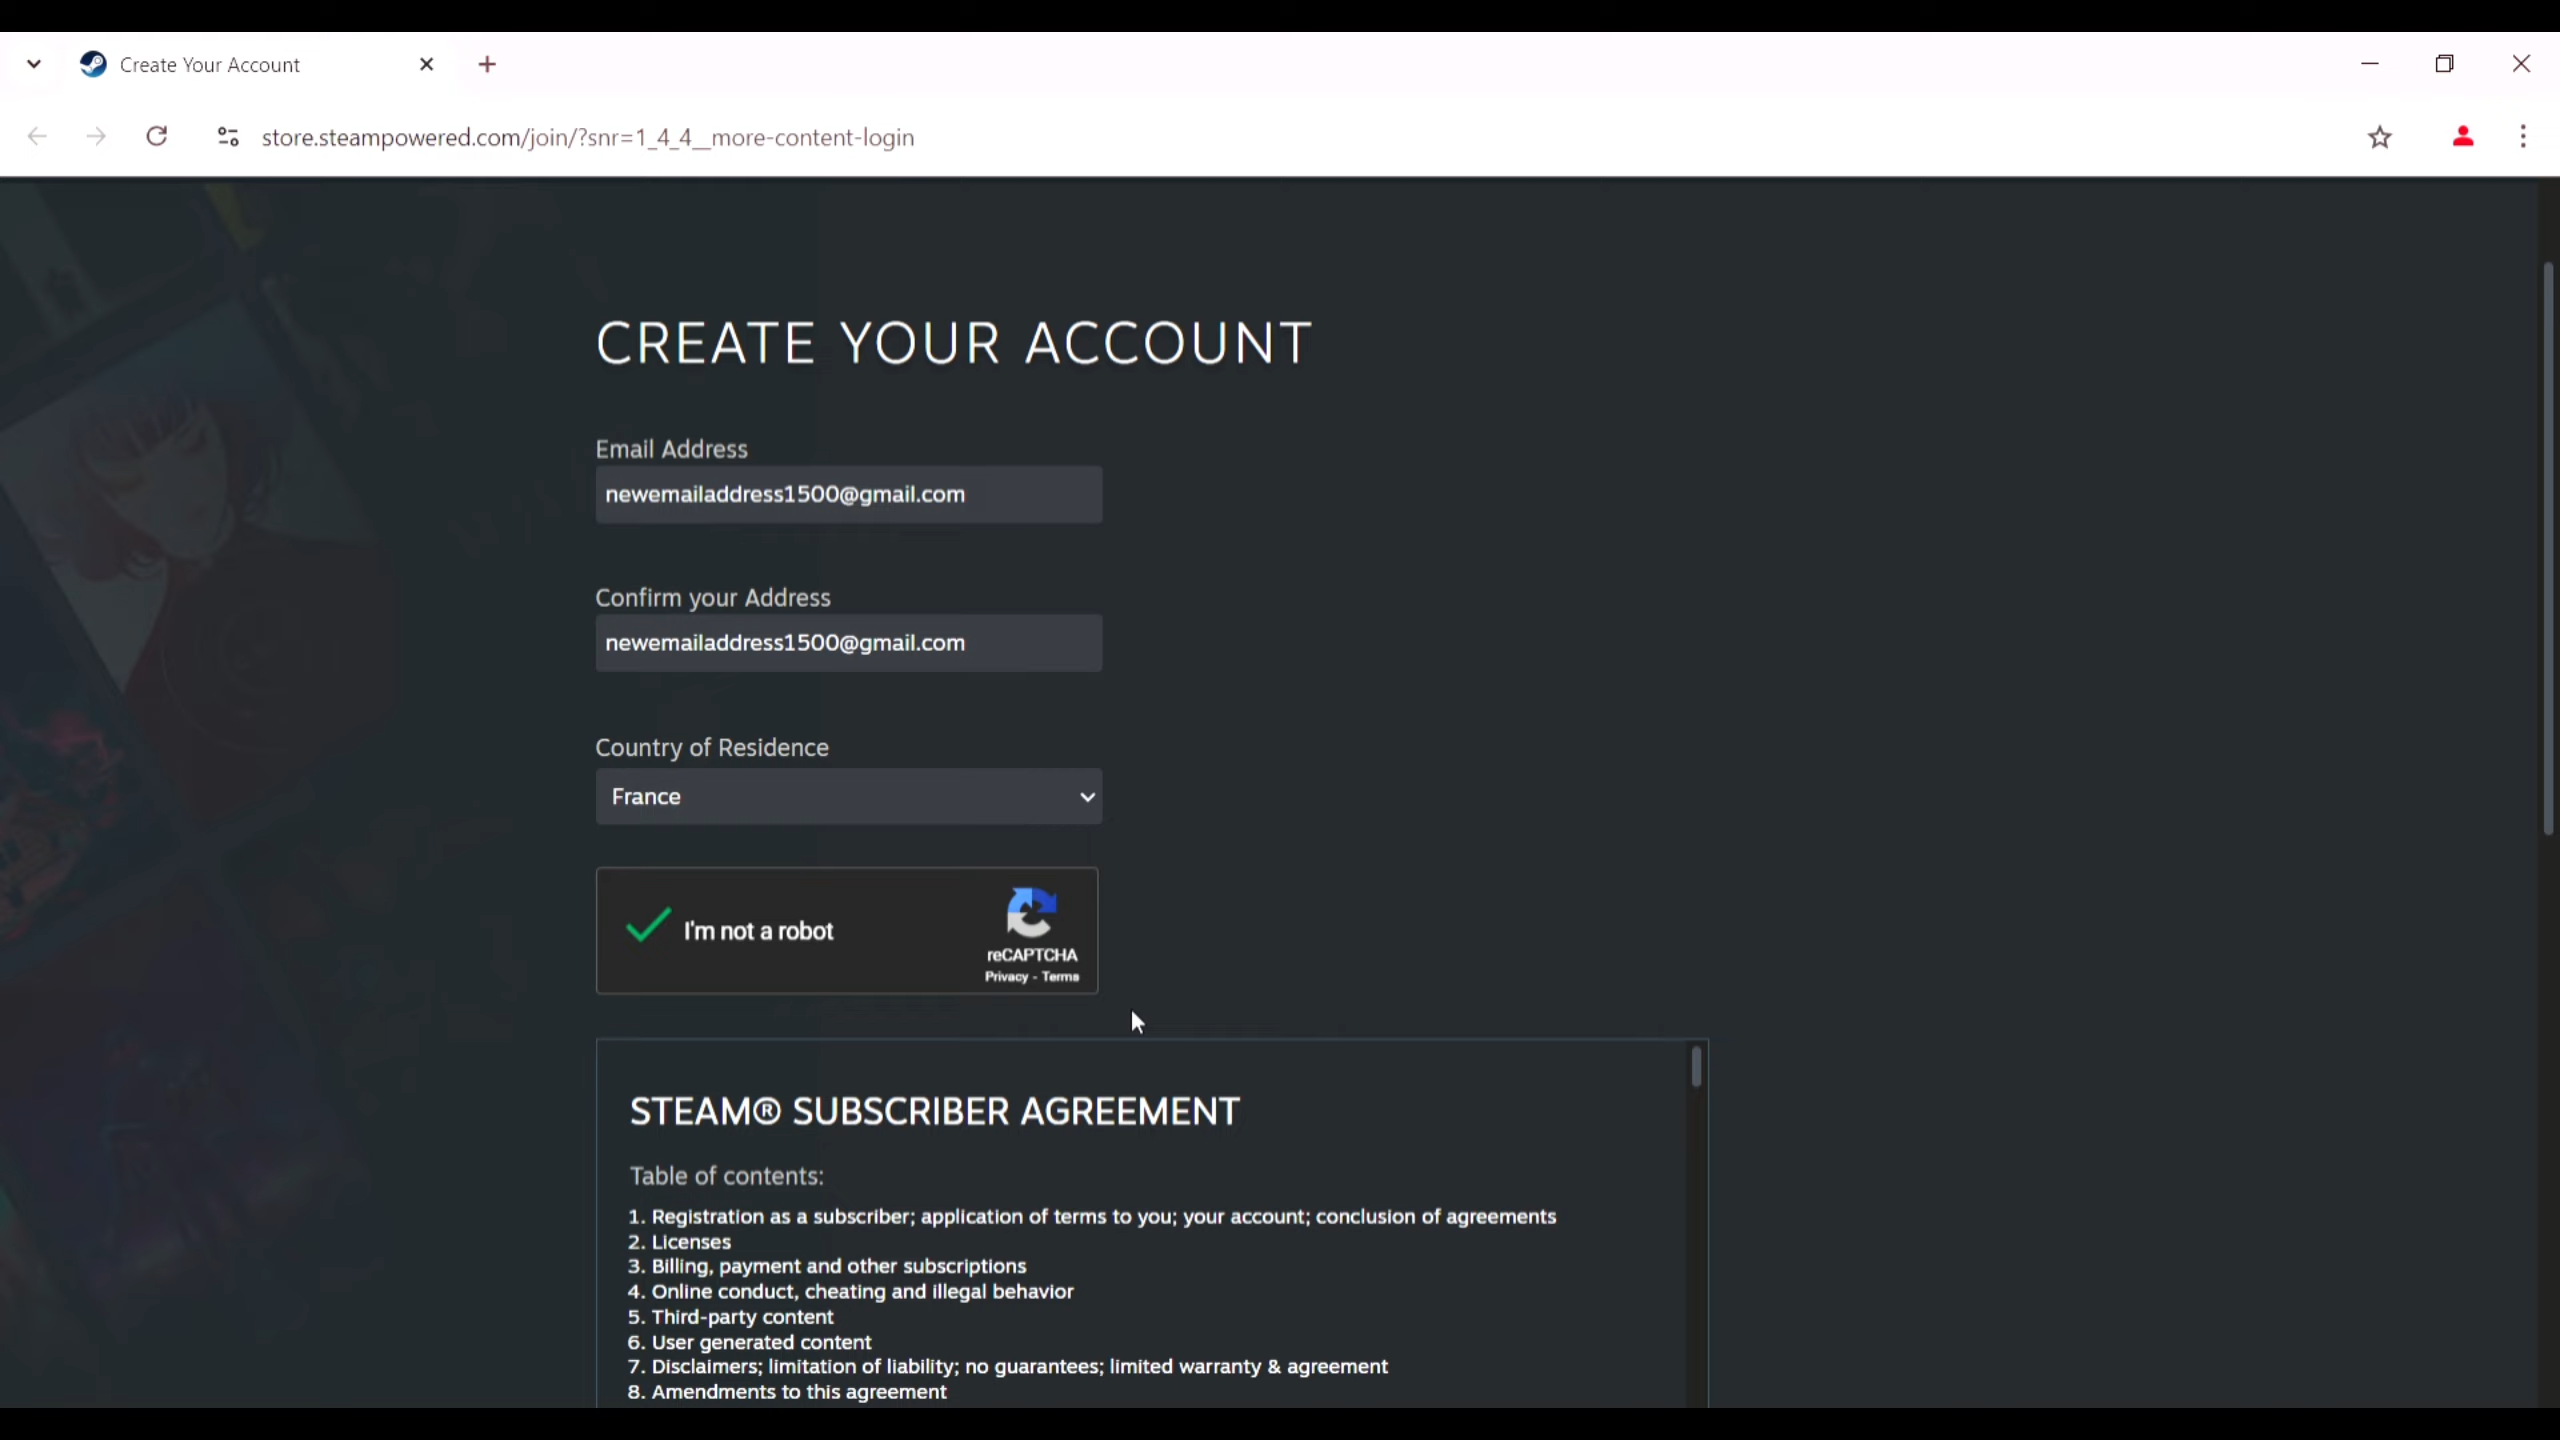 Create Your Account
store.steampowered.com/join/?snr=1_4_4__more-content-login
CREATE YOUR ACCOUNT
Email Address
newemailaddress1500@gmail.com
Confirm your Address
newemailaddress1500@gmail.com
Country of Residence
France
I'm not a robot
reCAPTCHA
Privacy - Terms
STEAM® SUBSCRIBER AGREEMENT
Table of contents:
1. Registration as a subscriber; application of terms to you; your account; conclusion of agreements
2. Licenses
3. Billing, payment and other subscriptions
4. Online conduct, cheating and illegal behavior
5. Third-party content
6. User generated content
7. Disclaimers; limitation of liability; no guarantees; limited warranty & agreement
8. Amendments to this agreement